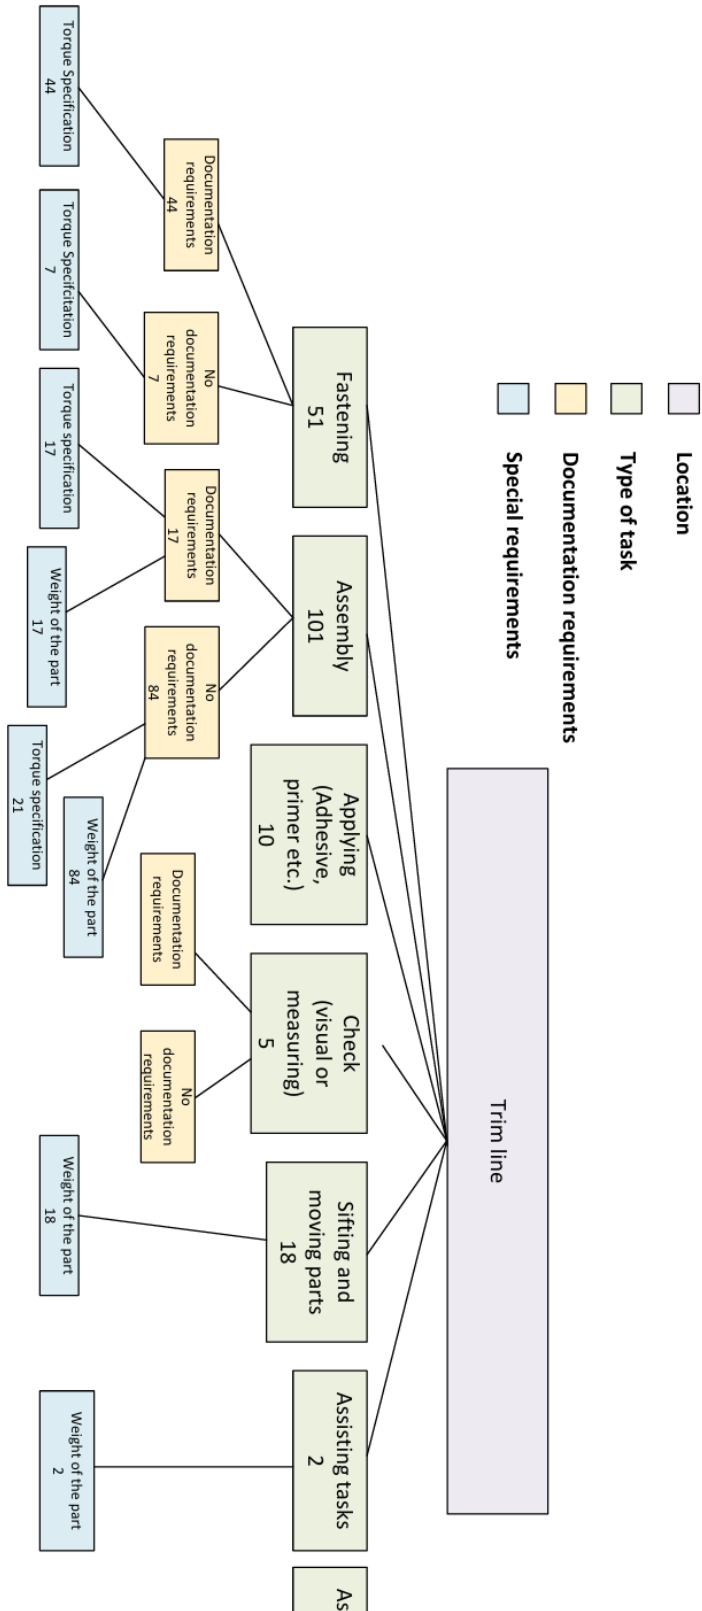 Location
Type of task
Documentation requirements
Special requirements
Trim line
Fastening
51
Assembly
101
Applying
(Adhesive,
primer etc.)
10
Check
(visual or
measuring)
5
Sifting and
moving parts
18
Assisting tasks
2
As
Documentation
requirements
44
No
documentation
requirements
7
Documentation
requirements
17
No
documentation
requirements
84
Documentation
requirements
No
documentation
requirements
Torque Specification
44
Torque Specifcitation
7
Torque specification
17
Weight of the part
17
Torque specification
21
Weight of the part
84
Weight of the part
18
Weight of the part
2